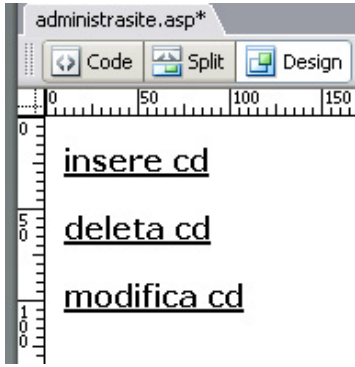 administrasite.asp*
Code Split Design
0 50 100 150
0
insere cd
50
deleta cd
100
modifica cd